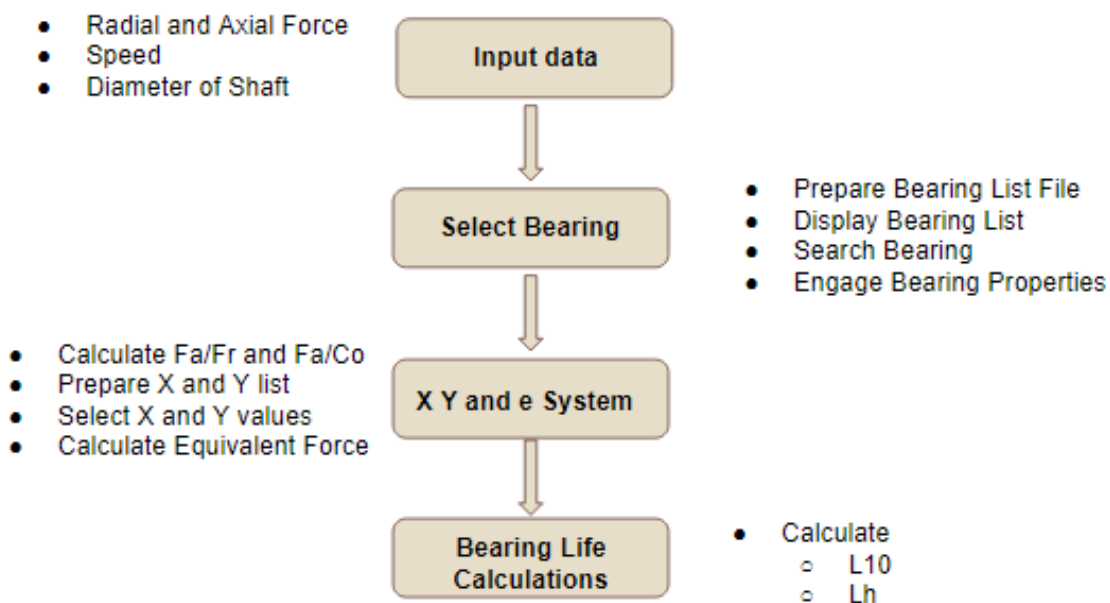 ● Radial and Axial Force
● Speed
● Diameter of Shaft
Input data
Select Bearing
● Prepare Bearing List File
● Display Bearing List
● Search Bearing
● Engage Bearing Properties
● Calculate Fa/Fr and Fa/Co
● Prepare X and Y list
● Select X and Y values
● Calculate Equivalent Force
X Y and e System
Bearing Life
Calculations
● Calculate
○ L10
○ Lh